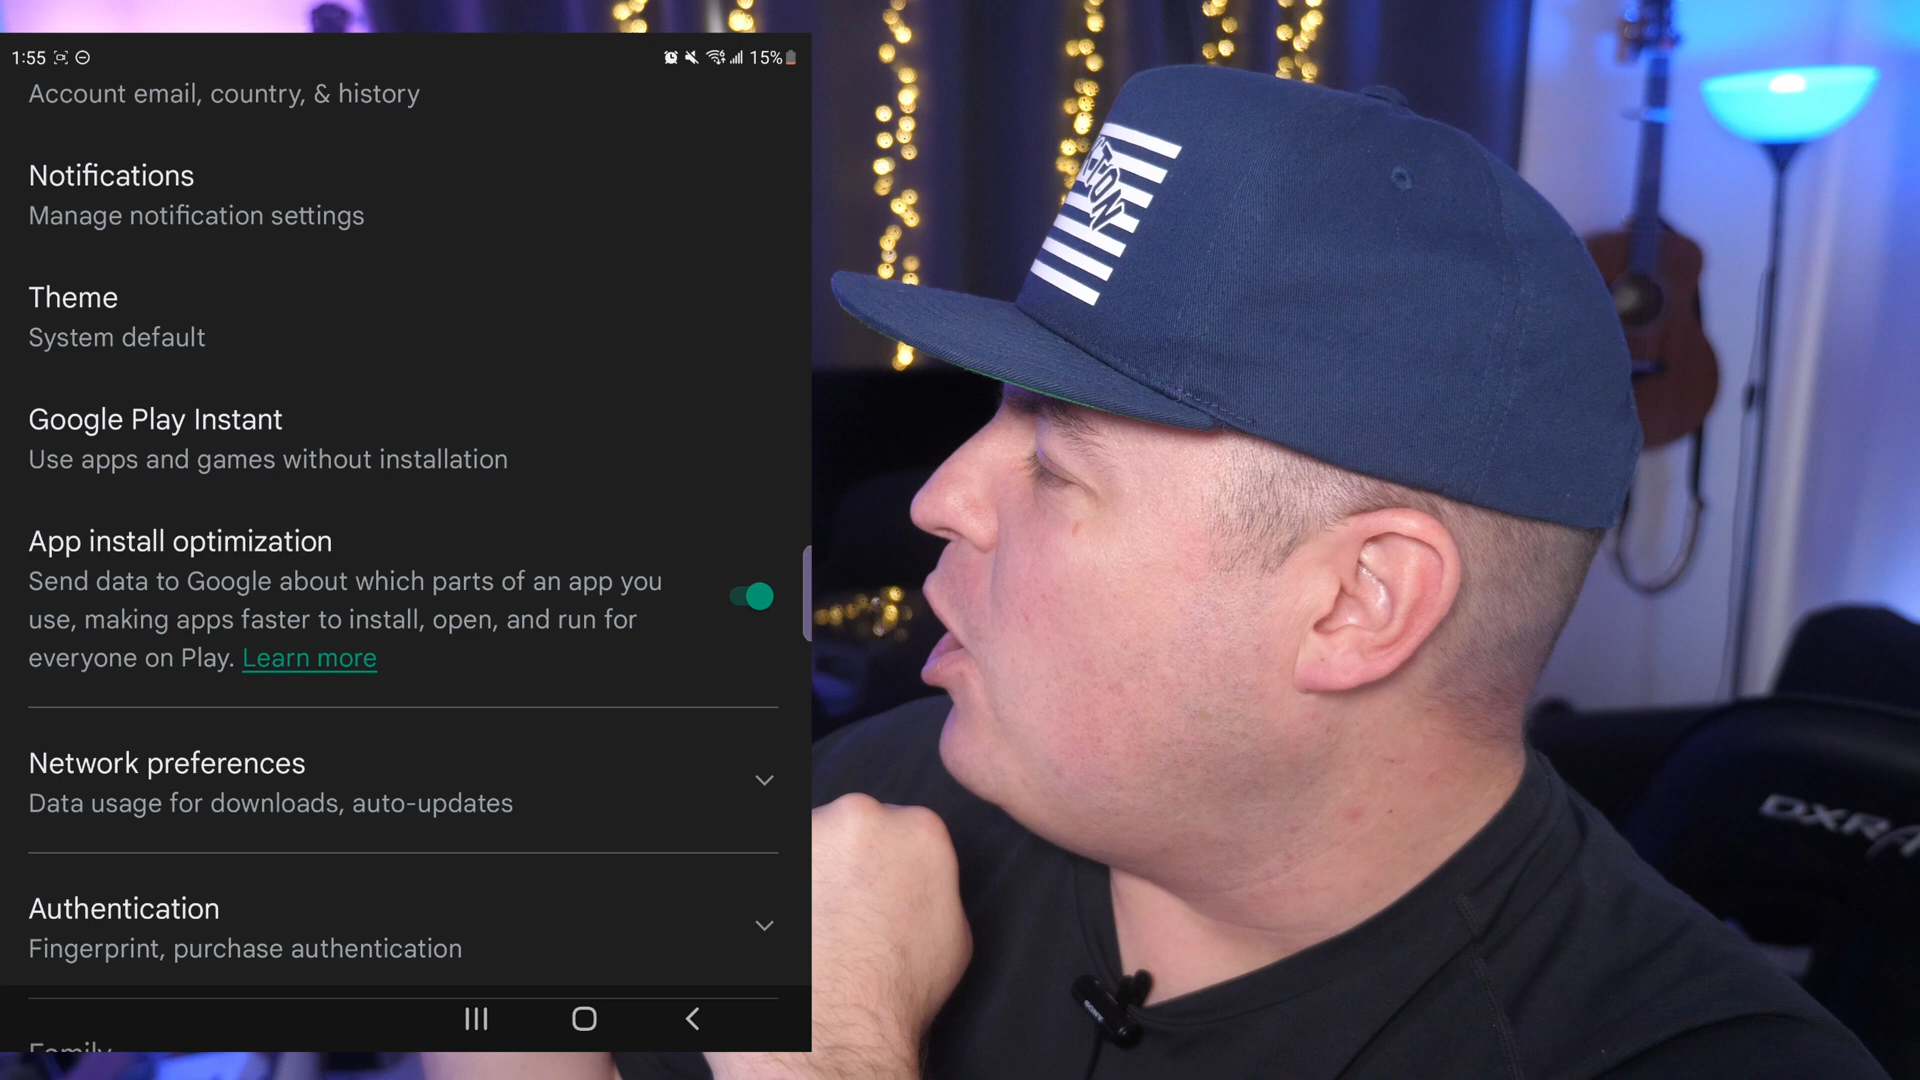 1:55
15%
Account email, country, & history
Notifications
Manage notification settings
Theme
System default
Google Play Instant
Use apps and games without installation
App install optimization
Send data to Google about which parts of an app you
use, making apps faster to install, open, and run for
everyone on Play. Learn more
Network preferences
Data usage for downloads, auto-updates
Authentication
Fingerprint, purchase authentication
Family
SONY